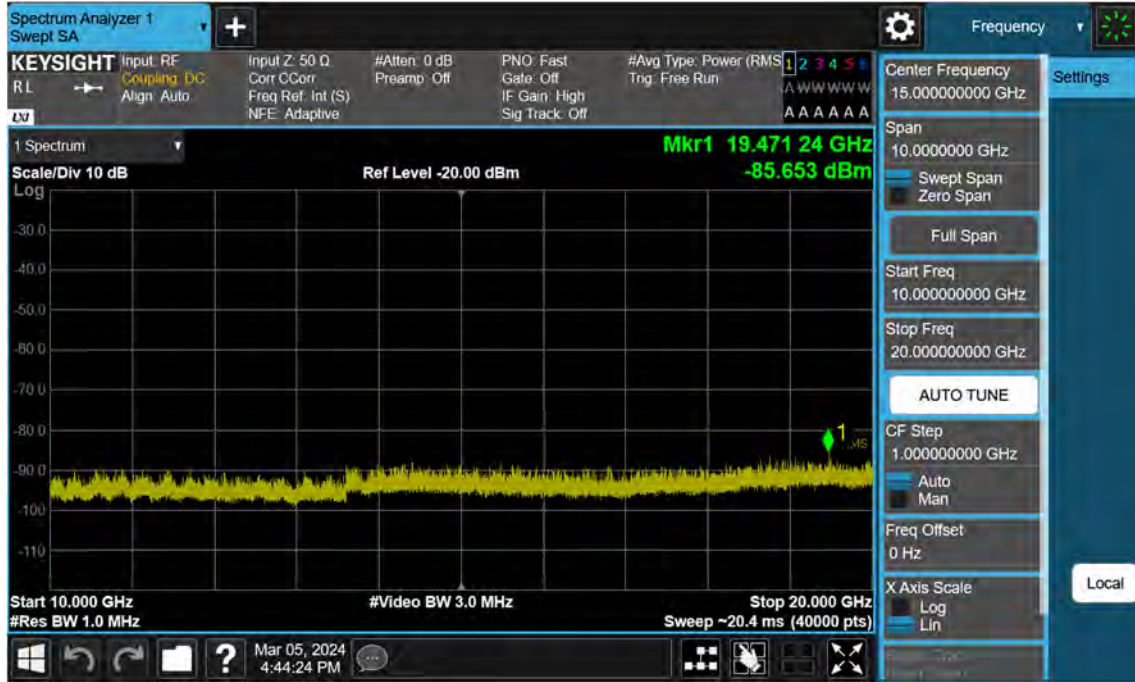 Spectrum Analyzer 1
Swept SA
+
Frequency
KEYSIGHT
R L
LXI
Input: RF
Coupling: DC
Align: Auto
Input Z: 50 Ω
Corr CCorr
Freq Ref: Int (S)
NFE: Adaptive
#Atten: 0 dB
Preamp: Off
PNO: Fast
Gate: Off
IF Gain: High
Sig Track: Off
#Avg Type: Power (RMS
Trig: Free Run
1 2 3 4 5 6
A W W W W W
A A A A A A
1 Spectrum
Mkr1 19.471 24 GHz
Scale/Div 10 dB
Ref Level -20.00 dBm
-85.653 dBm
Log
-30.0
-40.0
-50.0
-60.0
-70.0
-80.0
-90.0
-100
-110
1
Start 10.000 GHz
#Video BW 3.0 MHz
Stop 20.000 GHz
#Res BW 1.0 MHz
Sweep ~20.4 ms (40000 pts)
?
Mar 05, 2024
4:44:24 PM
Center Frequency
15.000000000 GHz
Span
10.0000000 GHz
Swept Span
Zero Span
Full Span
Start Freq
10.000000000 GHz
Stop Freq
20.000000000 GHz
AUTO TUNE
CF Step
1.000000000 GHz
Auto
Man
Freq Offset
0 Hz
X Axis Scale
Log
Lin
Settings
Local